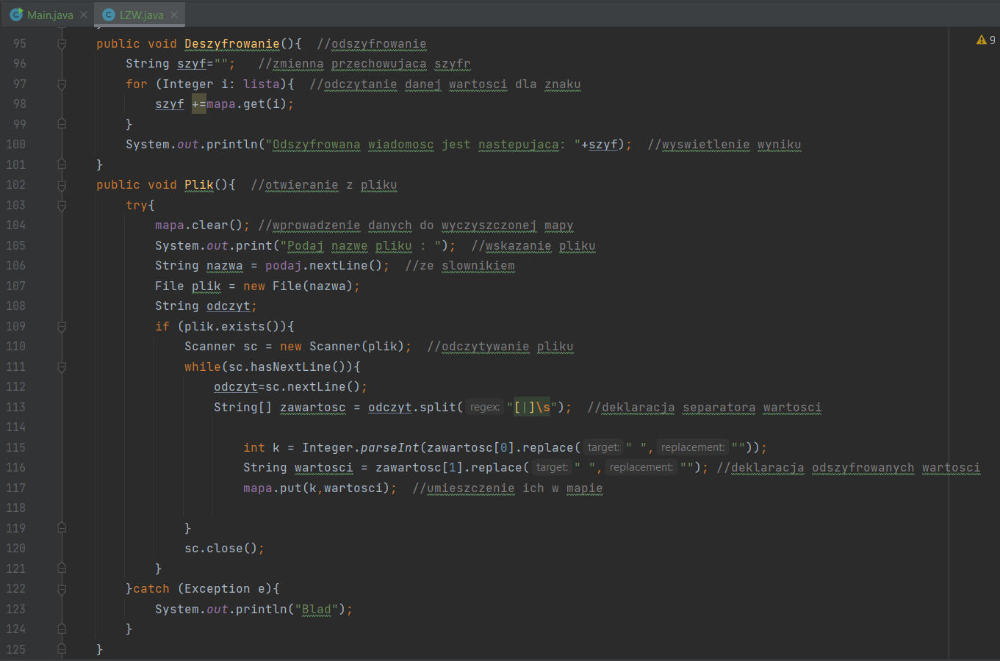 Main.java LZW.java
9
95 public void Deszyfrowanie(){ //odszyfrowanie
96 String szyf=""; //zmienna przechowujaca szyfr
97 for (Integer i: lista){ //odczytanie danej wartosci dla znaku
98 szyf +=mapa.get(i);
99 }
100 System.out.println("Odszyfrowana wiadomosc jest nastepujaca: "+szyf); //wyswietlenie wyniku
101 }
102 public void Plik(){ //otwieranie z pliku
103 try{
104 mapa.clear(); //wprowadzenie danych do wyczyszczonej mapy
105 System.out.print("Podaj nazwe pliku : "); //wskazanie pliku
106 String nazwa = podaj.nextLine(); //ze slownikiem
107 File plik = new File(nazwa);
108 String odczyt;
109 if (plik.exists()){
110 Scanner sc = new Scanner(plik); //odczytywanie pliku
111 while(sc.hasNextLine()){
112 odczyt=sc.nextLine();
113 String[] zawartosc = odczyt.split( regex: "[|]\s"); //deklaracja separatora wartosci
114
115 int k = Integer.parseInt(zawartosc[0].replace( target: " ", replacement: ""));
116 String wartosci = zawartosc[1].replace( target: " ", replacement: ""); //deklaracja odszyfrowanych wartosci
117 mapa.put(k,wartosci); //umieszczenie ich w mapie
118
119 }
120 sc.close();
121 }
122 }catch (Exception e){
123 System.out.println("Blad");
124 }
125 }